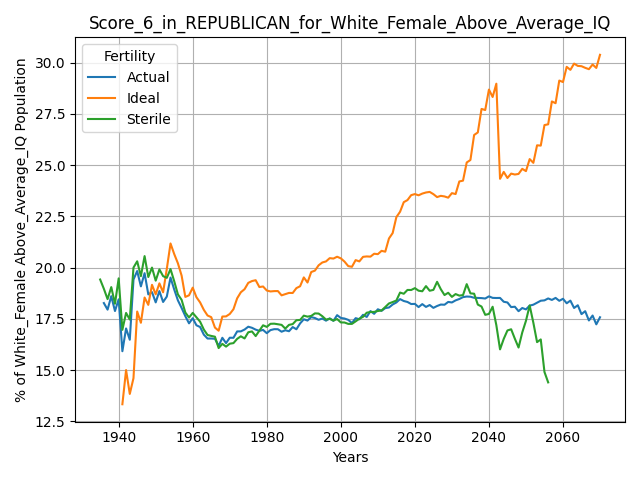 Score_6_in_REPUBLICAN_for_White_Female_Above_Average_IQ
% of White_Female Above_Average_IQ Population
30.0
27.5
25.0
22.5
20.0
17.5
15.0
12.5
Fertility
Actual
Ideal
Sterile
1940
1960
1980
2000
2020
2040
2060
Years